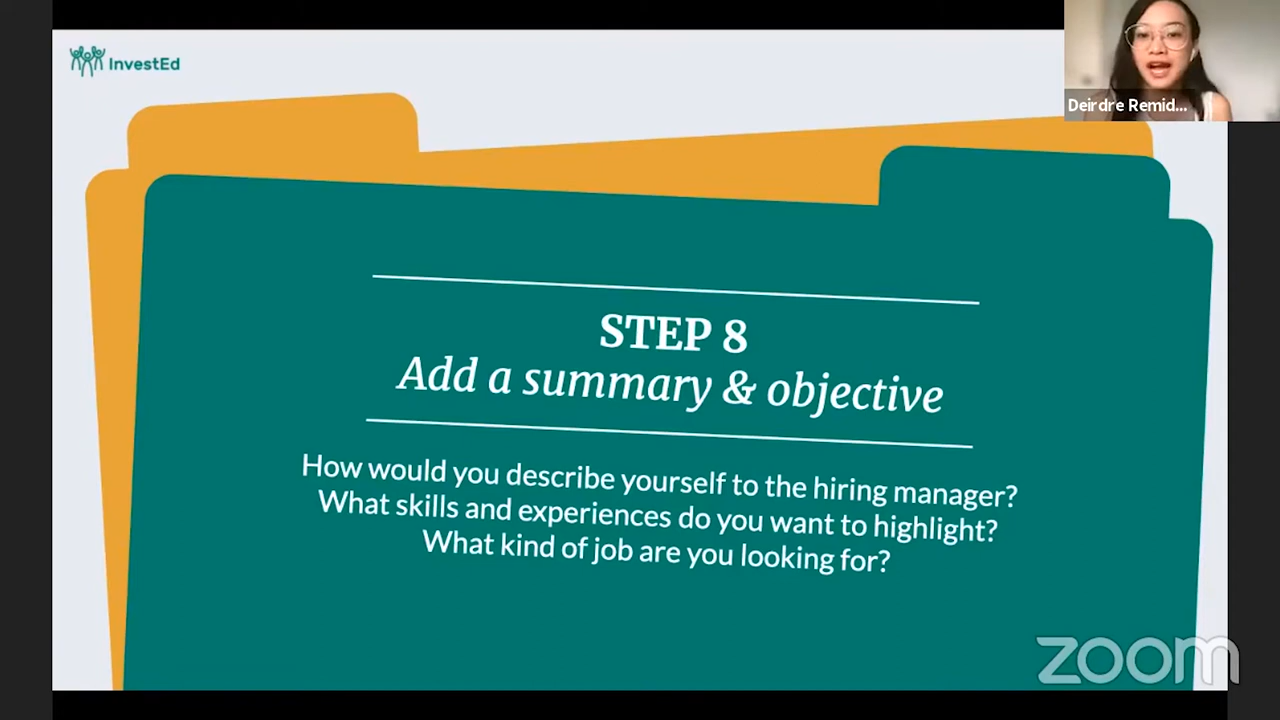 InvestEd
Deirdre Remid...
STEP 8
Add a summary & objective
How would you describe yourself to the hiring manager?
What skills and experiences do you want to highlight?
What kind of job are you looking for?
zoom